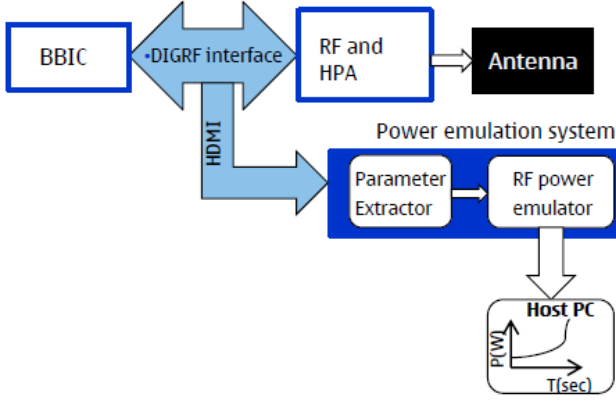 BBIC
•DIGRF interface
RF and
HPA
Antenna
HDMI
Power emulation system
Parameter
Extractor
RF power
emulator
Host PC
P(W)
T(sec)